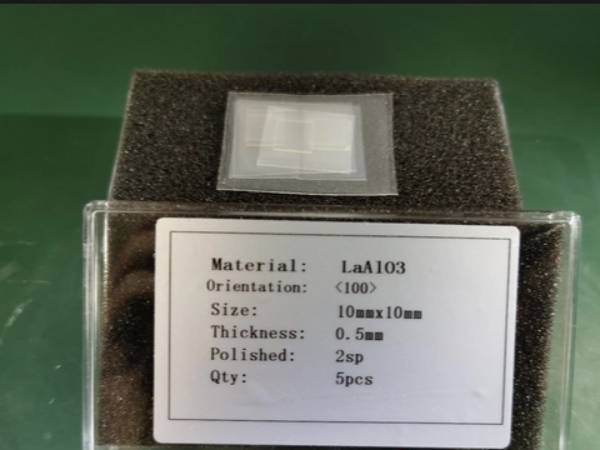 Material: LaAlO3
Orientation: <100>
Size: 10mmx10mm
Thickness: 0.5mm
Polished: 2sp
Qty: 5pcs